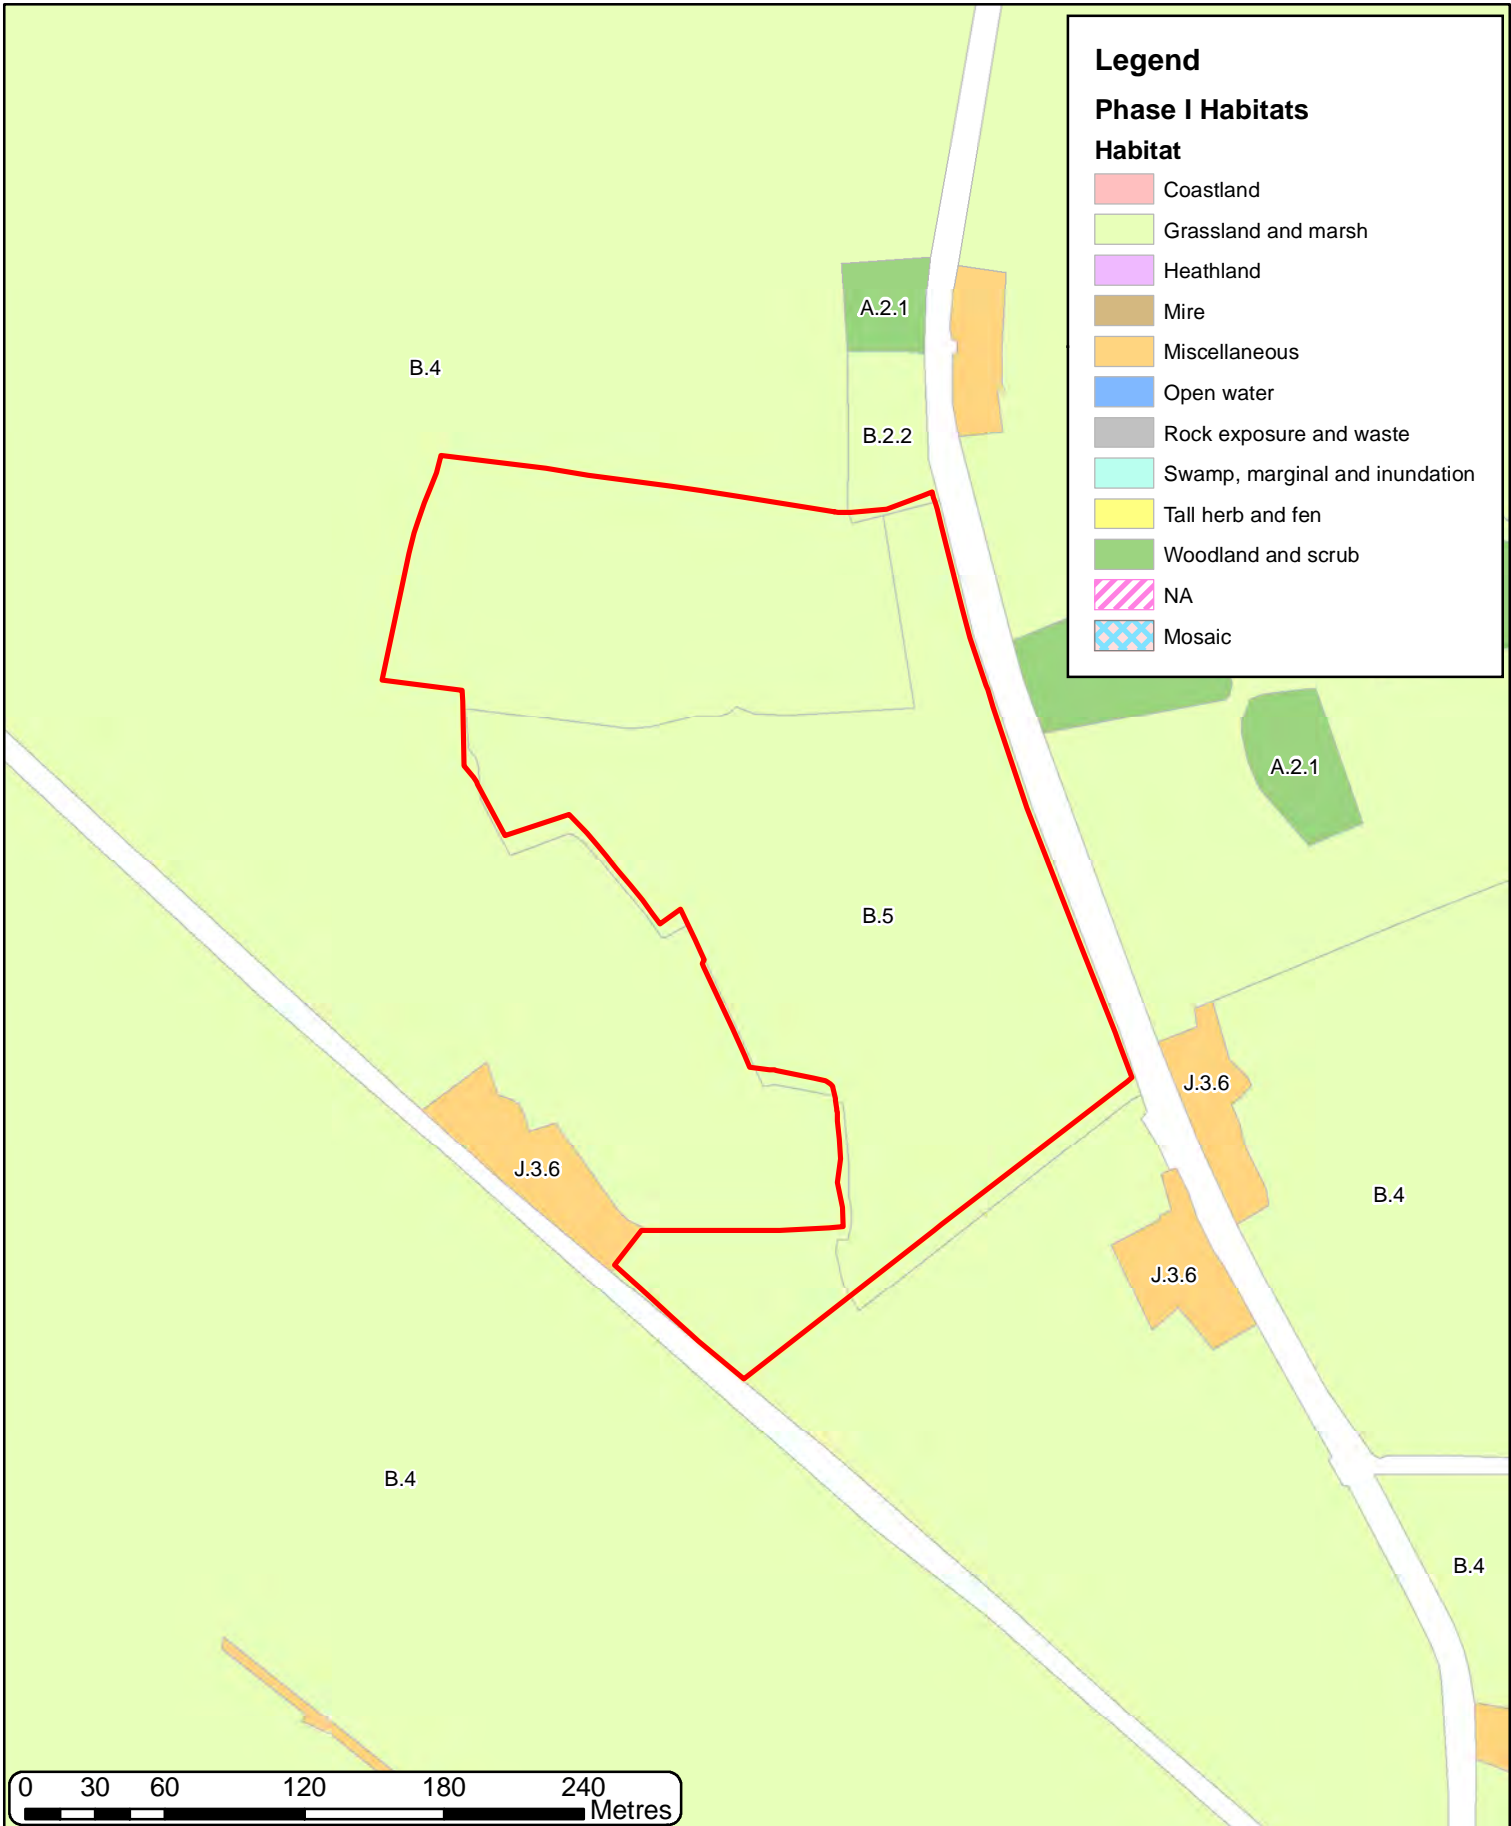 Legend
Phase I Habitats
Habitat
Coastland
Grassland and marsh
Heathland
Mire
Miscellaneous
Open water
Rock exposure and waste
Swamp, marginal and inundation
Tall herb and fen
Woodland and scrub
NA
Mosaic
A.2.1
B.4
B.2.2
A.2.1
B.5
J.3.6
J.3.6
B.4
J.3.6
B.4
B.4
0 30 60 120 180 240
Metres